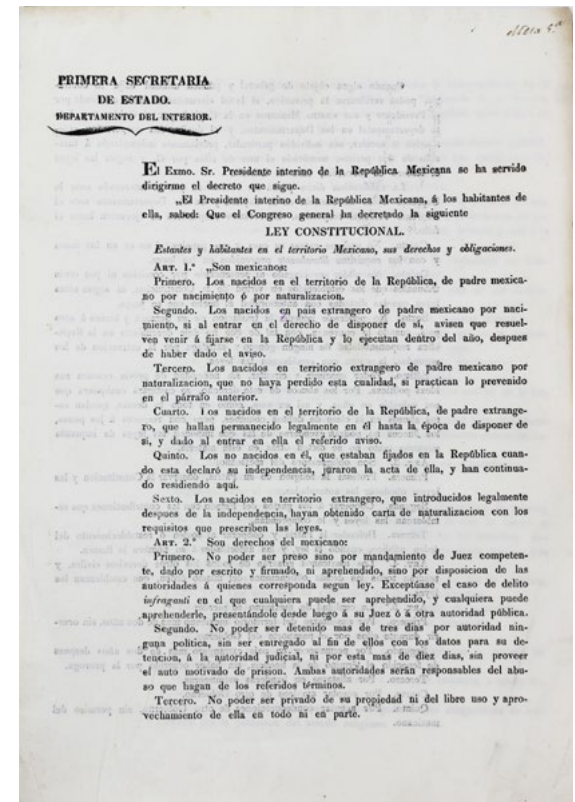 PRIMERA SECRETARIA
DE ESTADO.
DEPARTAMENTO DEL INTERIOR.
El Exmo. Sr. Presidente interino de la República Mexicana se ha servido
dirigirme el decreto que sigue.
„El Presidente interino de la República Mexicana, á los habitantes de
ella, sabed: Que el Congreso general ha decretado la siguiente
LEY CONSTITUCIONAL.
Estantes y habitantes en el territorio Mexicano, sus derechos y obligaciones.
ART. 1.° „Son mexicanos:
Primero. Los nacidos en el territorio de la República, de padre mexica-
no por nacimiento ó por naturalizacion.
Segundo. Los nacidos en pais extrangero de padre mexicano por naci-
miento, si al entrar en el derecho de disponer de sí, avisen que resuel-
ven venir á fijarse en la República y lo ejecutan dentro del año, despues
de haber dado el aviso.
Tercero. Los nacidos en territorio extrangero de padre mexicano por
naturalizacion, que no haya perdido esta cualidad, si practican lo prevenido
en el párrafo anterior.
Cuarto. Los nacidos en el territorio de la República, de padre extrange-
ro, que hallan permanecido legalmente en él hasta la época de disponer de
sí, y dado al entrar en ella el referido aviso.
Quinto. Los no nacidos en él, que estaban fijados en la República cuan-
do esta declaró su independencia, juraron la acta de ella, y han continua-
do residiendo aquí.
Sexto. Los nacidos en territorio extrangero, que introducidos legalmente
despues de la independencia, hayan obtenido carta de naturalizacion con los
requisitos que prescriben las leyes.
ART. 2.° Son derechos del mexicano:
Primero. No poder ser preso sino por mandamiento de Juez competen-
te, dado por escrito y firmado, ni aprehendido, sino por disposicion de las
autoridades á quienes corresponda segun ley. Exceptúase el caso de delito
infraganti en el que cualquiera puede ser aprehendido, y cualquiera puede
aprehenderle, presentándole desde luego á su Juez ó á otra autoridad pública.
Segundo. No poder ser detenido mas de tres dias por autoridad nin-
guna política, sin ser entregado al fin de ellos con los datos para su de-
tencion, á la autoridad judicial, ni por esta mas de diez dias, sin proveer
el auto motivado de prision. Ambas autoridades serán responsables del abu-
so que hagan de los referidos términos.
Tercero. No poder ser privado de su propiedad ni del libre uso y apro-
vechamiento de ella en todo ni en parte.